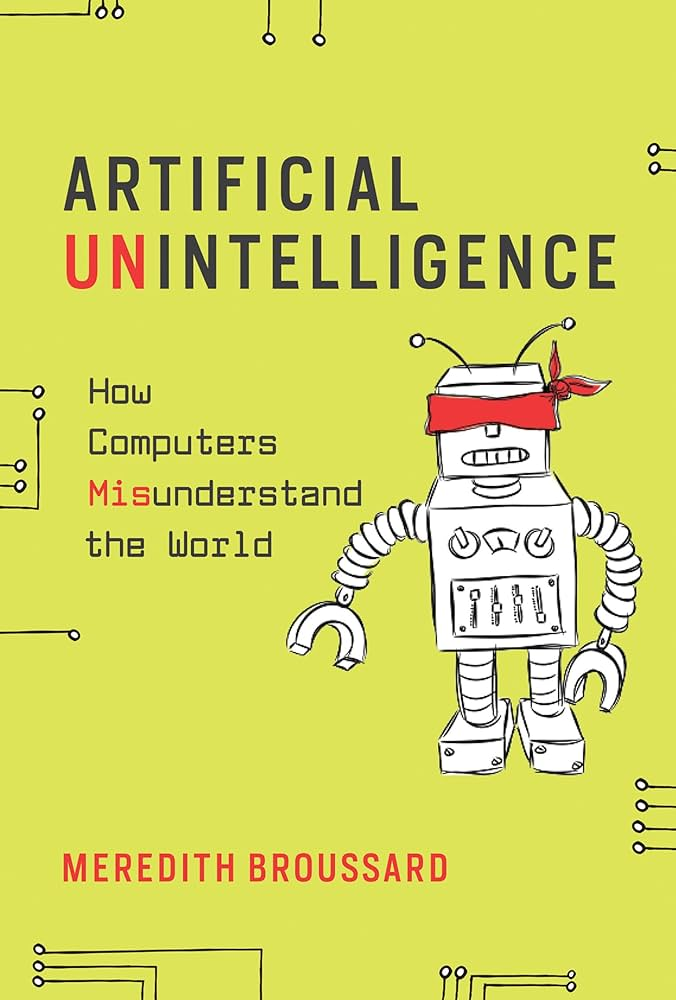 ARTIFICIAL
UNINTELLIGENCE
How
Computers
Misunderstand
the World
MEREDITH BROUSSARD